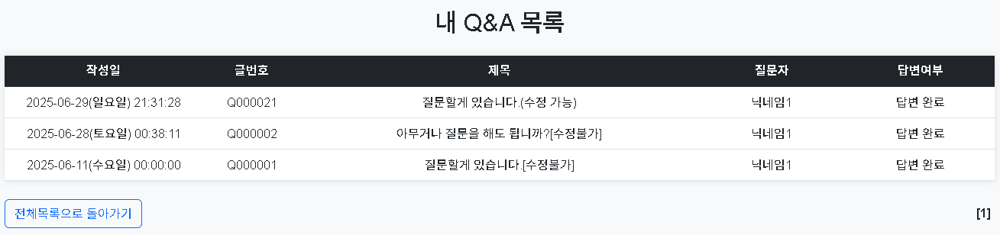 내 Q&A 목록
작성일 글번호 제목 질문자 답변여부
2025-06-29(일요일) 21:31:28 Q000021 질문할게 있습니다.(수정 가능) 닉네임1 답변 완료
2025-06-28(토요일) 00:38:11 Q000002 아무거나 질문을 해도 됩니까?[수정불가] 닉네임1 답변 완료
2025-06-11(수요일) 00:00:00 Q000001 질문할게 있습니다.[수정불가] 닉네임1 답변 완료
전체목록으로 돌아가기 [1]